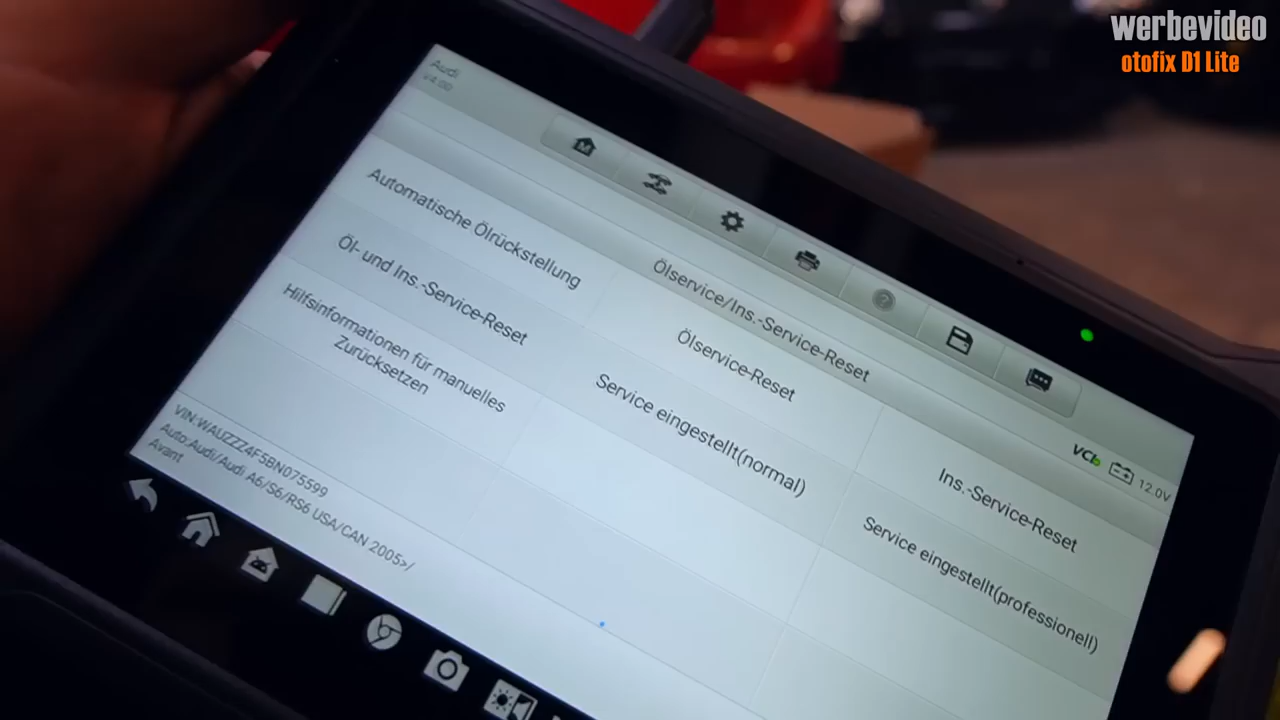 werbevideo
otofix D1 Lite
Audi
V4.00
Ölservice/Ins.-Service-Reset
VCI
12.0V
Automatische Ölrückstellung
Ölservice-Reset
Ins.-Service-Reset
Öl- und Ins.-Service-Reset
Service eingestellt(normal)
Service eingestellt(professionell)
Hilfsinformationen für manuelles
Zurücksetzen
VIN:WAUZZZ4F5BN075599
Auto:Audi/Audi A6/S6/RS6 USA/CAN 2005>/
Avant